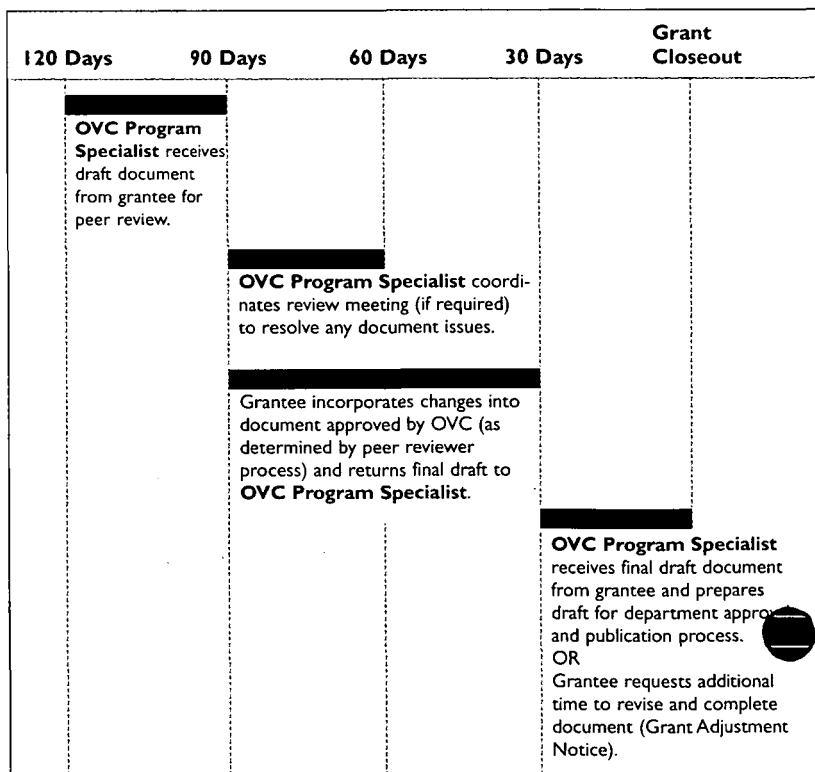 120 Days 90 Days 60 Days 30 Days Grant
Closeout
OVC Program
Specialist receives
draft document
from grantee for
peer review.
OVC Program Specialist coordi-
nates review meeting (if required)
to resolve any document issues.
Grantee incorporates changes into
document approved by OVC (as
determined by peer reviewer
process) and returns final draft to
OVC Program Specialist.
OVC Program Specialist
receives final draft document
from grantee and prepares
draft for department
and publication process.
OR
Grantee requests additional
time to revise and complete
document (Grant Adjustment
Notice).